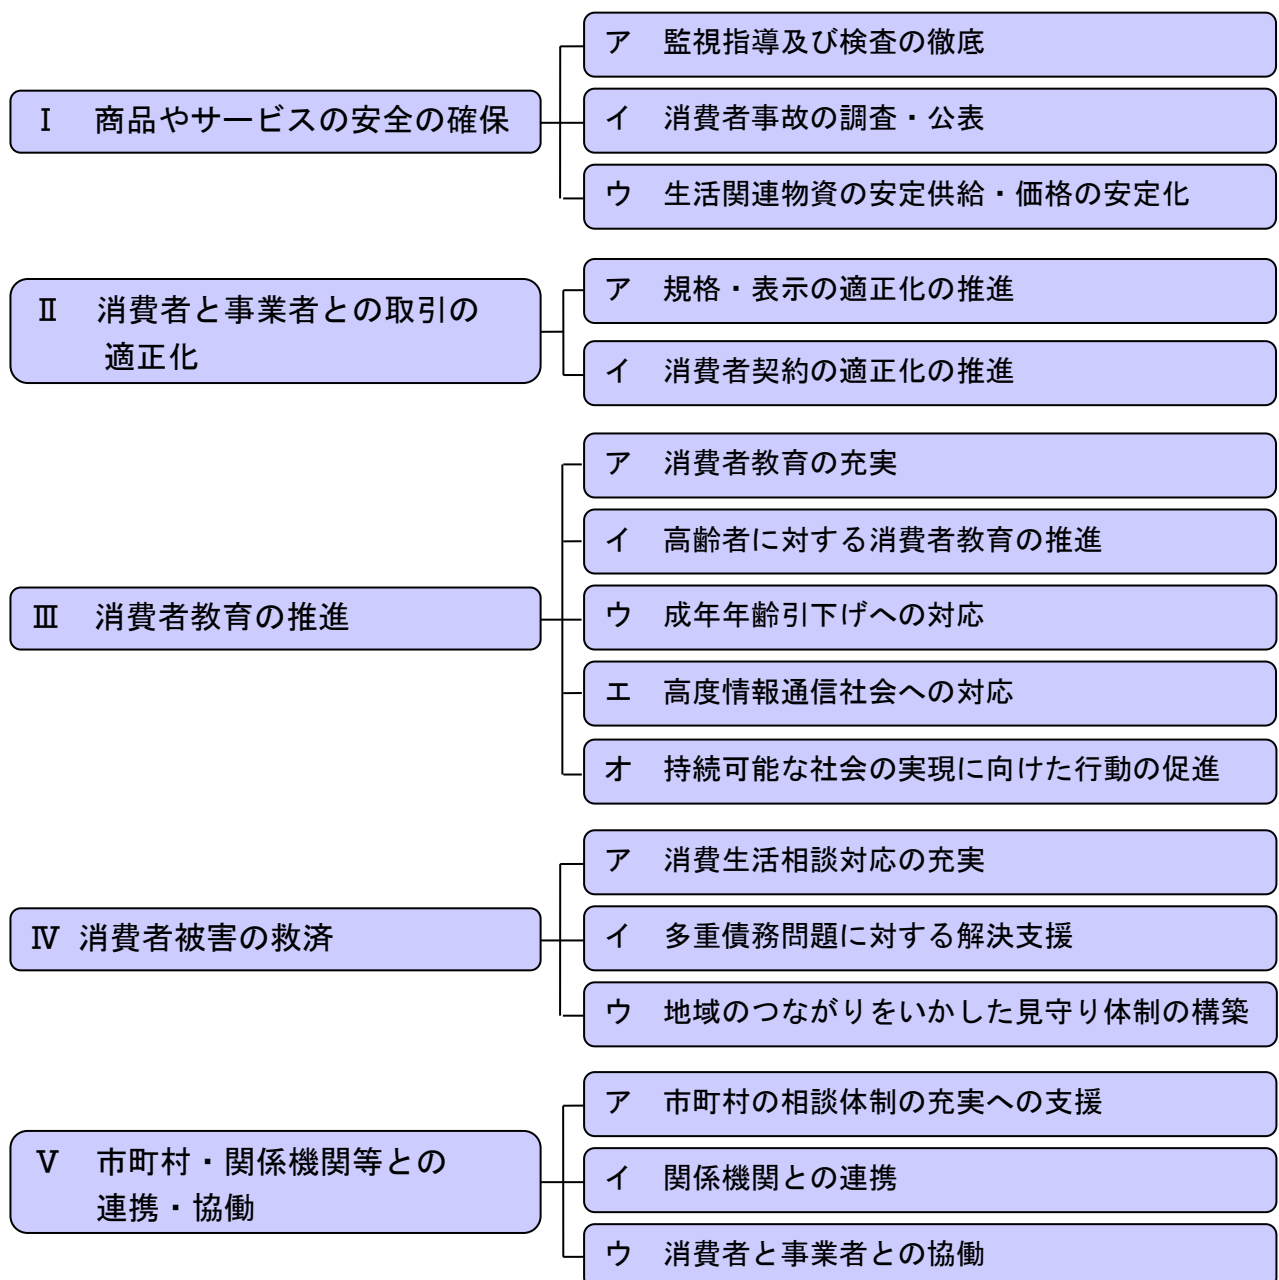 Ⅰ 商品やサービスの安全の確保
ア 監視指導及び検査の徹底
イ 消費者事故の調査・公表
ウ 生活関連物資の安定供給・価格の安定化
Ⅱ 消費者と事業者との取引の
適正化
ア 規格・表示の適正化の推進
イ 消費者契約の適正化の推進
Ⅲ 消費者教育の推進
ア 消費者教育の充実
イ 高齢者に対する消費者教育の推進
ウ 成年年齢引下げへの対応
エ 高度情報通信社会への対応
オ 持続可能な社会の実現に向けた行動の促進
Ⅳ 消費者被害の救済
ア 消費生活相談対応の充実
イ 多重債務問題に対する解決支援
ウ 地域のつながりをいかした見守り体制の構築
Ⅴ 市町村・関係機関等との
連携・協働
ア 市町村の相談体制の充実への支援
イ 関係機関との連携
ウ 消費者と事業者との協働